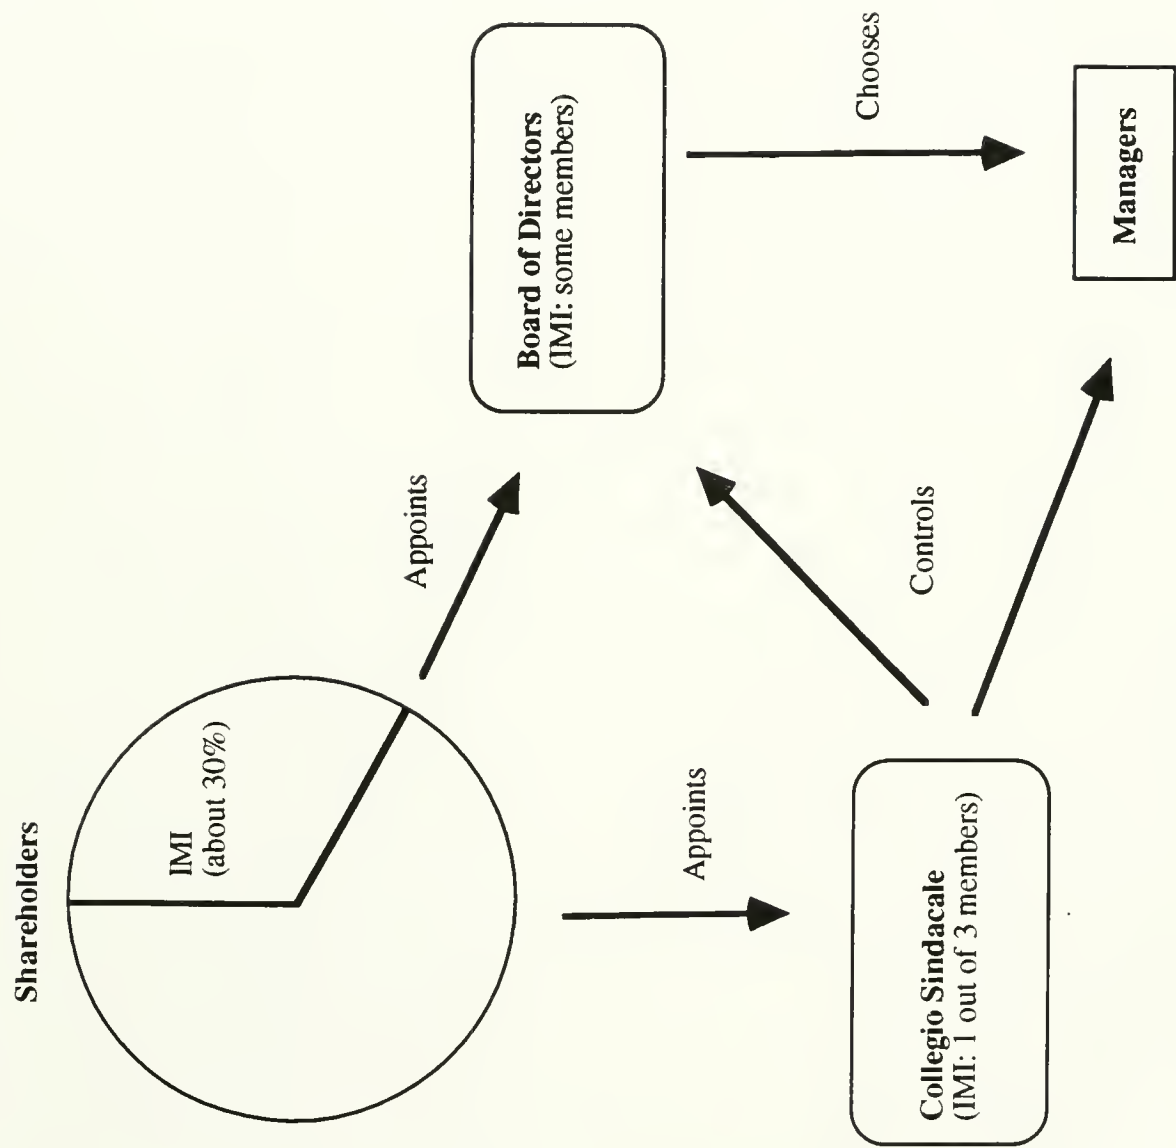 Shareholders
IMI
(about 30%)
Appoints
Appoints
Board of Directors
(IMI: some members)
Collegio Sindacale
(IMI: 1 out of 3 members)
Controls
Chooses
Managers